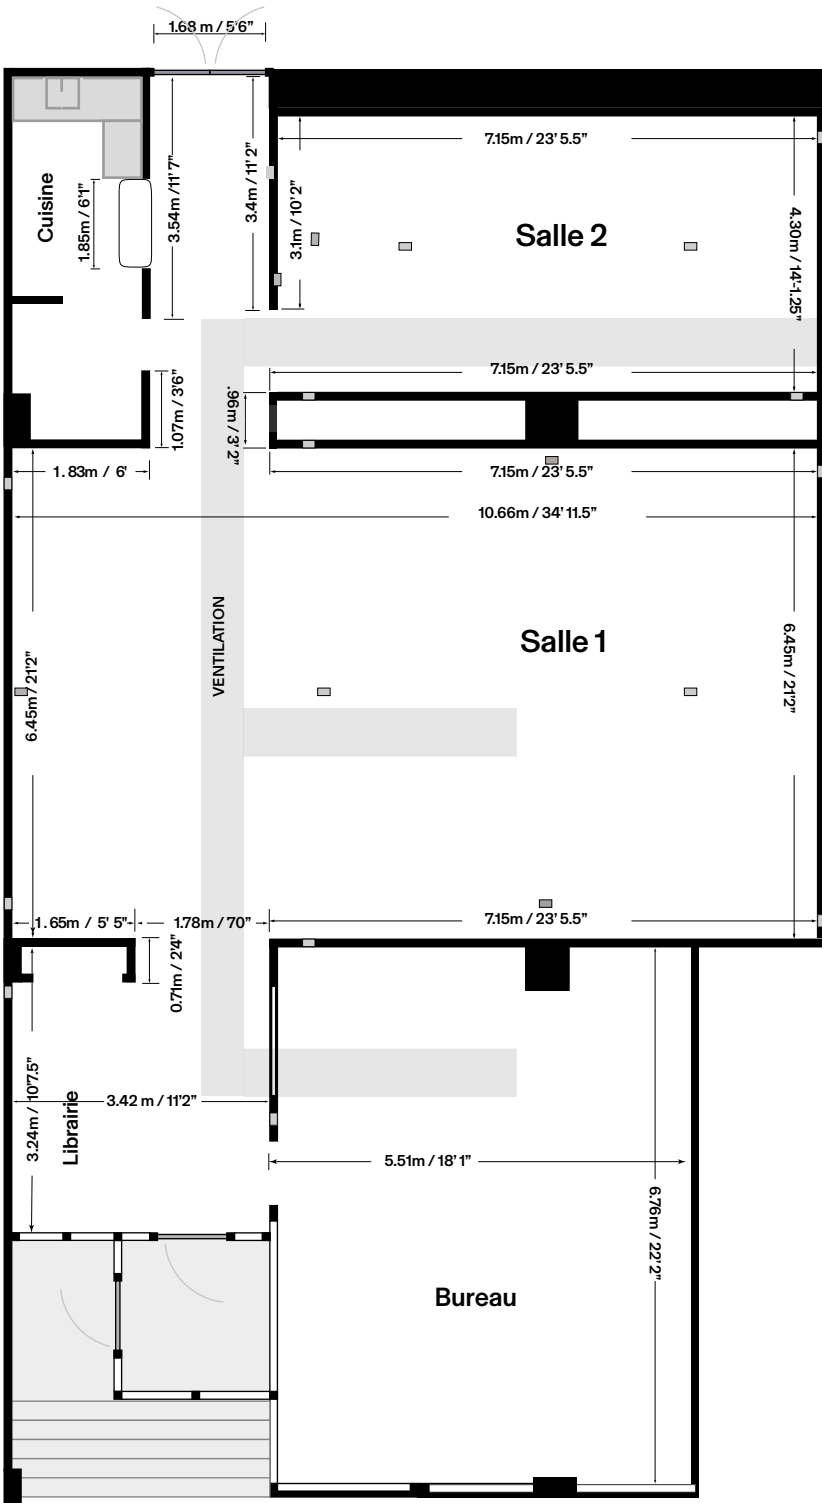 1.68 m / 5'6"
7.15m / 23' 5.5"
Cuisine
1.85m / 6'1"
3.54m /11' 7"
3.4m / 11' 2"
3.1m / 10'2"
Salle 2
4.30m / 14'-1.25"
7.15m / 23' 5.5"
1.07m / 3'6"
.96m / 3' 2"
1.83m / 6'
7.15m / 23' 5.5"
10.66m / 34' 11.5"
VENTILATION
Salle 1
6.45m / 21'2"
6.45m / 21'2"
1.65m / 5' 5"
1.78m / 70"
7.15m / 23' 5.5"
0.71m / 2'4"
3.24m / 10'7.5"
Librairie
3.42 m / 11'2"
5.51m / 18' 1"
6.76m / 22' 2"
Bureau